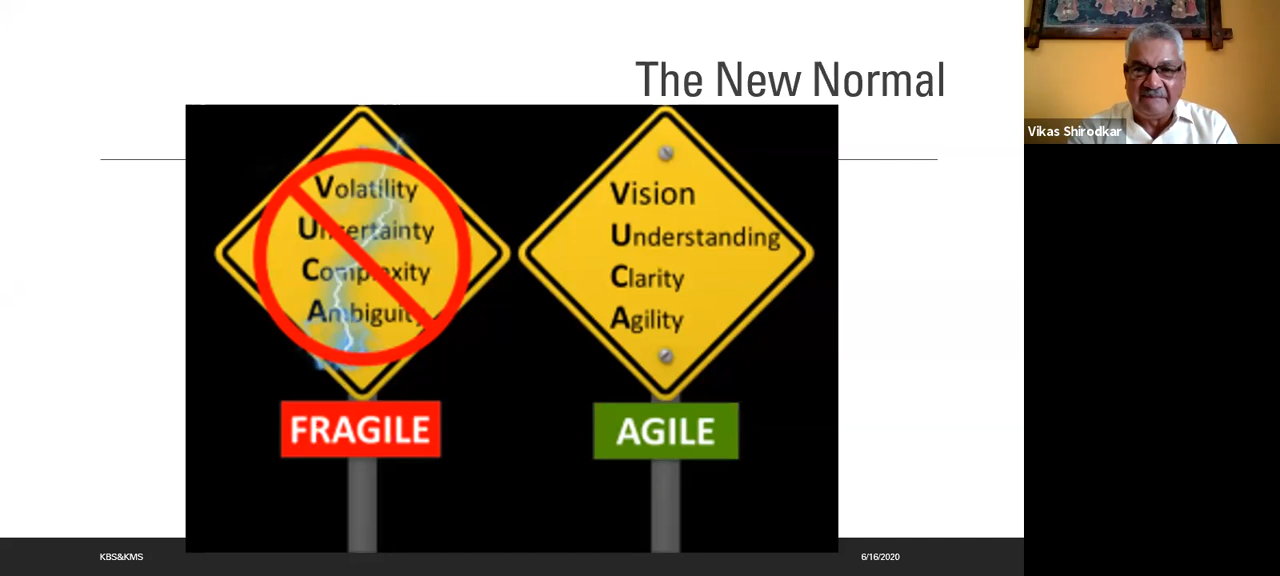 The New Normal
Vikas Shirodkar
Volatility
Uncertainty
Complexity
Ambiguity
FRAGILE
Vision
Understanding
Clarity
Agility
AGILE
KBS&KMS
6/16/2020